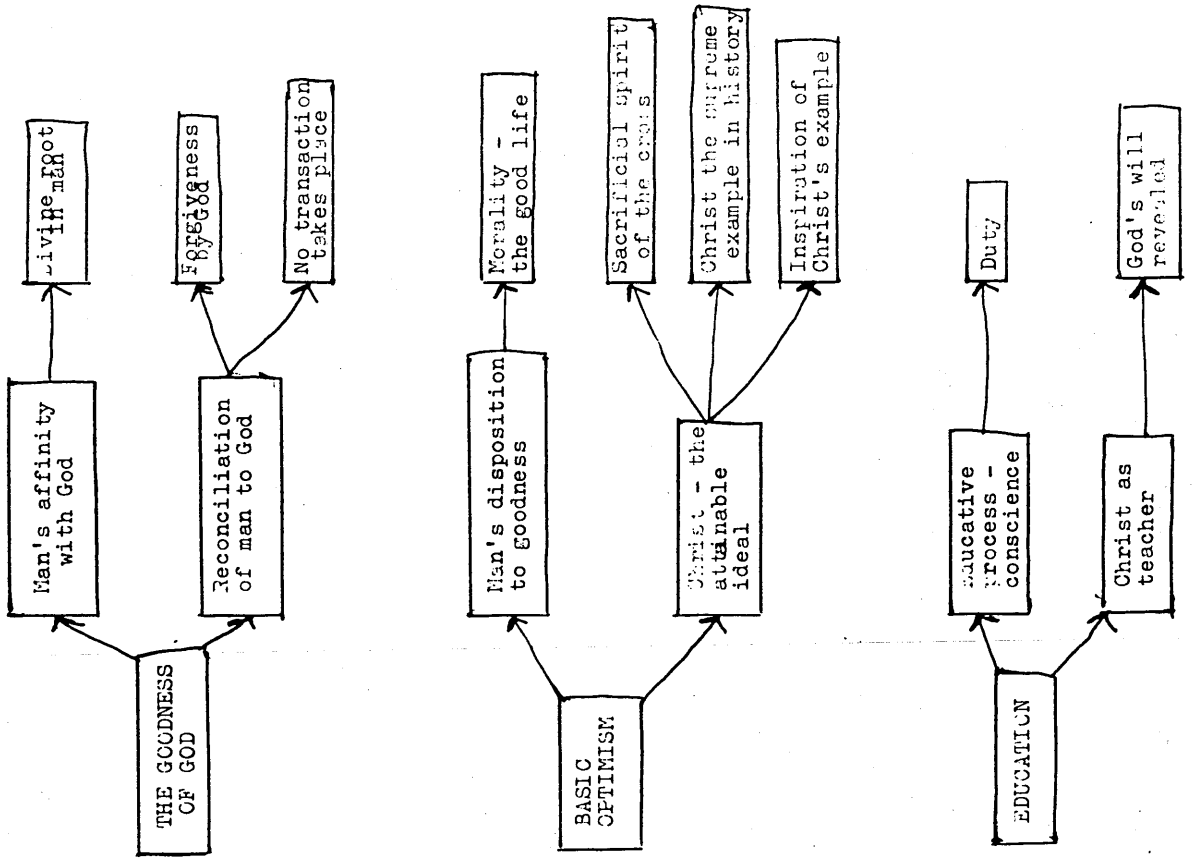 THE GOODNESS
OF GOD
Man's affinity
with God
Divine root
in man
Reconciliation
of man to God
Forgiveness
by God
No transaction
takes place
BASIC
OPTIMISM
Man's disposition
to goodness
Morality -
the good life
Christ - the
attainable
ideal
Sacrificial spirit
of the cross
Christ the supreme
example in history
Inspiration of
Christ's example
EDUCATION
Educative
process -
conscience
Duty
Christ as
teacher
God's will
revealed